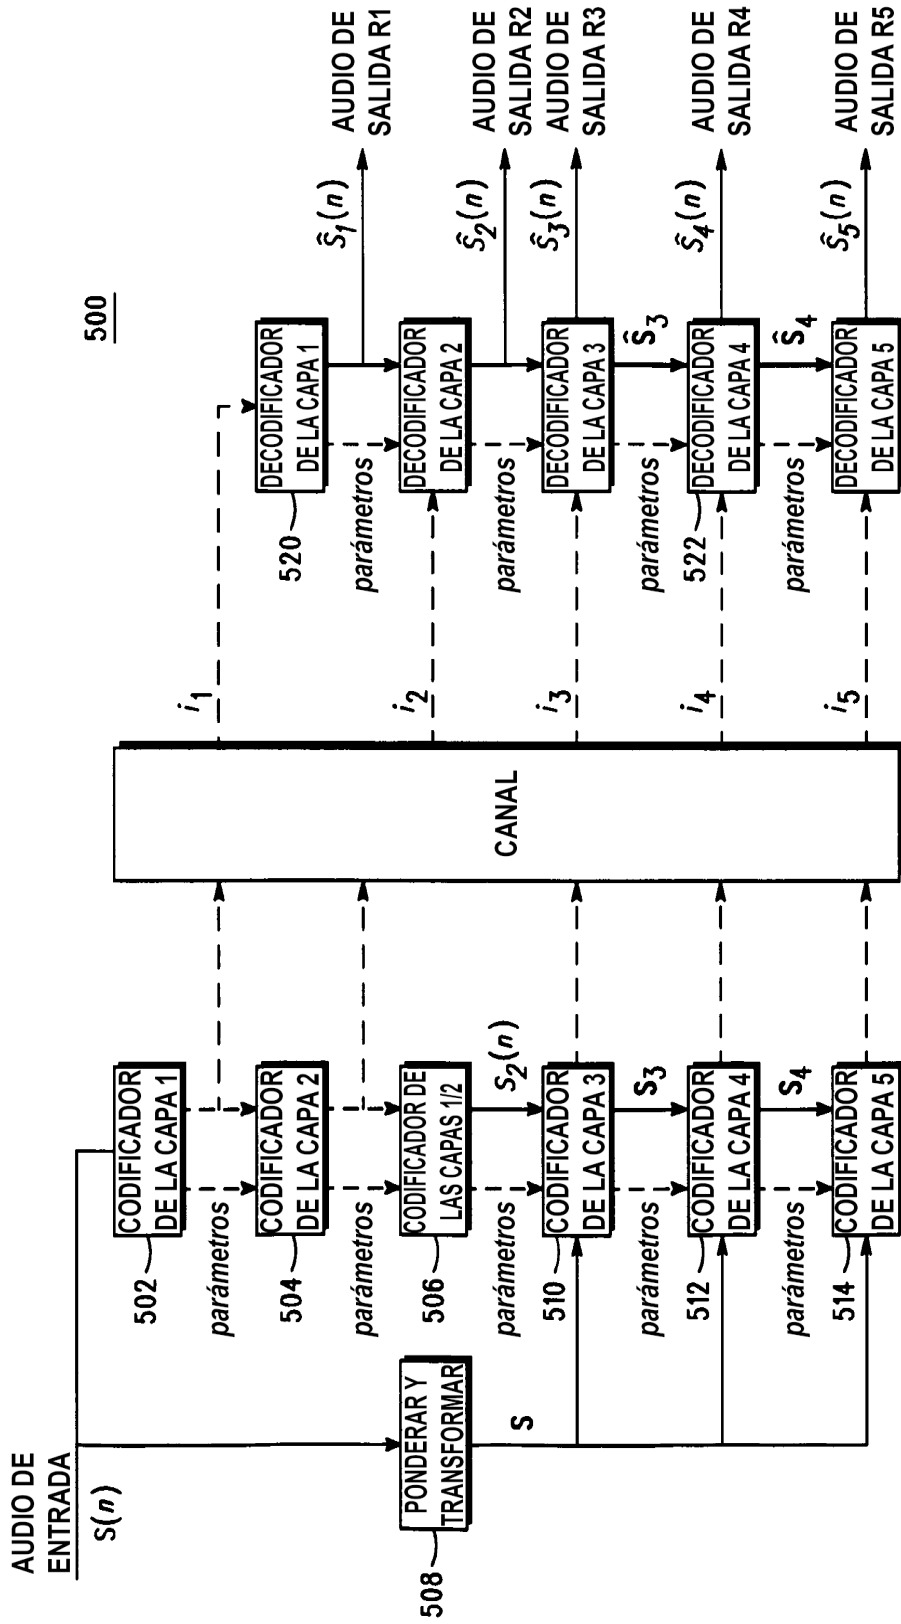 500
AUDIO DE
ENTRADA
S(n)
CODIFICADOR
DE LA CAPA 1
502
parámetros
CODIFICADOR
DE LA CAPA 2
504
parámetros
PONDERAR Y
TRANSFORMAR
508
S
CODIFICADOR DE
LAS CAPAS 1/2
506
parámetros
S2(n)
CODIFICADOR
DE LA CAPA 3
510
parámetros
S3
CODIFICADOR
DE LA CAPA 4
512
parámetros
S4
CODIFICADOR
DE LA CAPA 5
514
CANAL
i1
i2
i3
i4
i5
DECODIFICADOR
DE LA CAPA 1
520
parámetros
Ŝ1(n)
AUDIO DE
SALIDA R1
DECODIFICADOR
DE LA CAPA 2
parámetros
Ŝ2(n)
AUDIO DE
SALIDA R2
DECODIFICADOR
DE LA CAPA 3
parámetros
Ŝ3
Ŝ3(n)
AUDIO DE
SALIDA R3
DECODIFICADOR
DE LA CAPA 4
522
parámetros
Ŝ4
Ŝ4(n)
AUDIO DE
SALIDA R4
DECODIFICADOR
DE LA CAPA 5
Ŝ5(n)
AUDIO DE
SALIDA R5